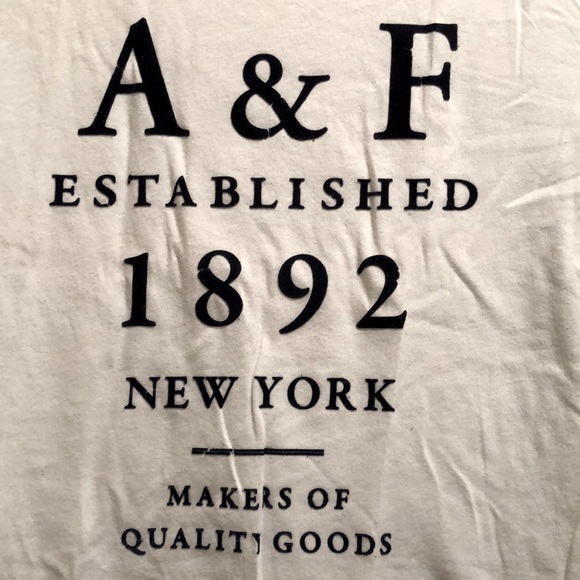 A & F
ESTABLISHED
1892
NEW YORK
MAKERS OF
QUALITY GOODS